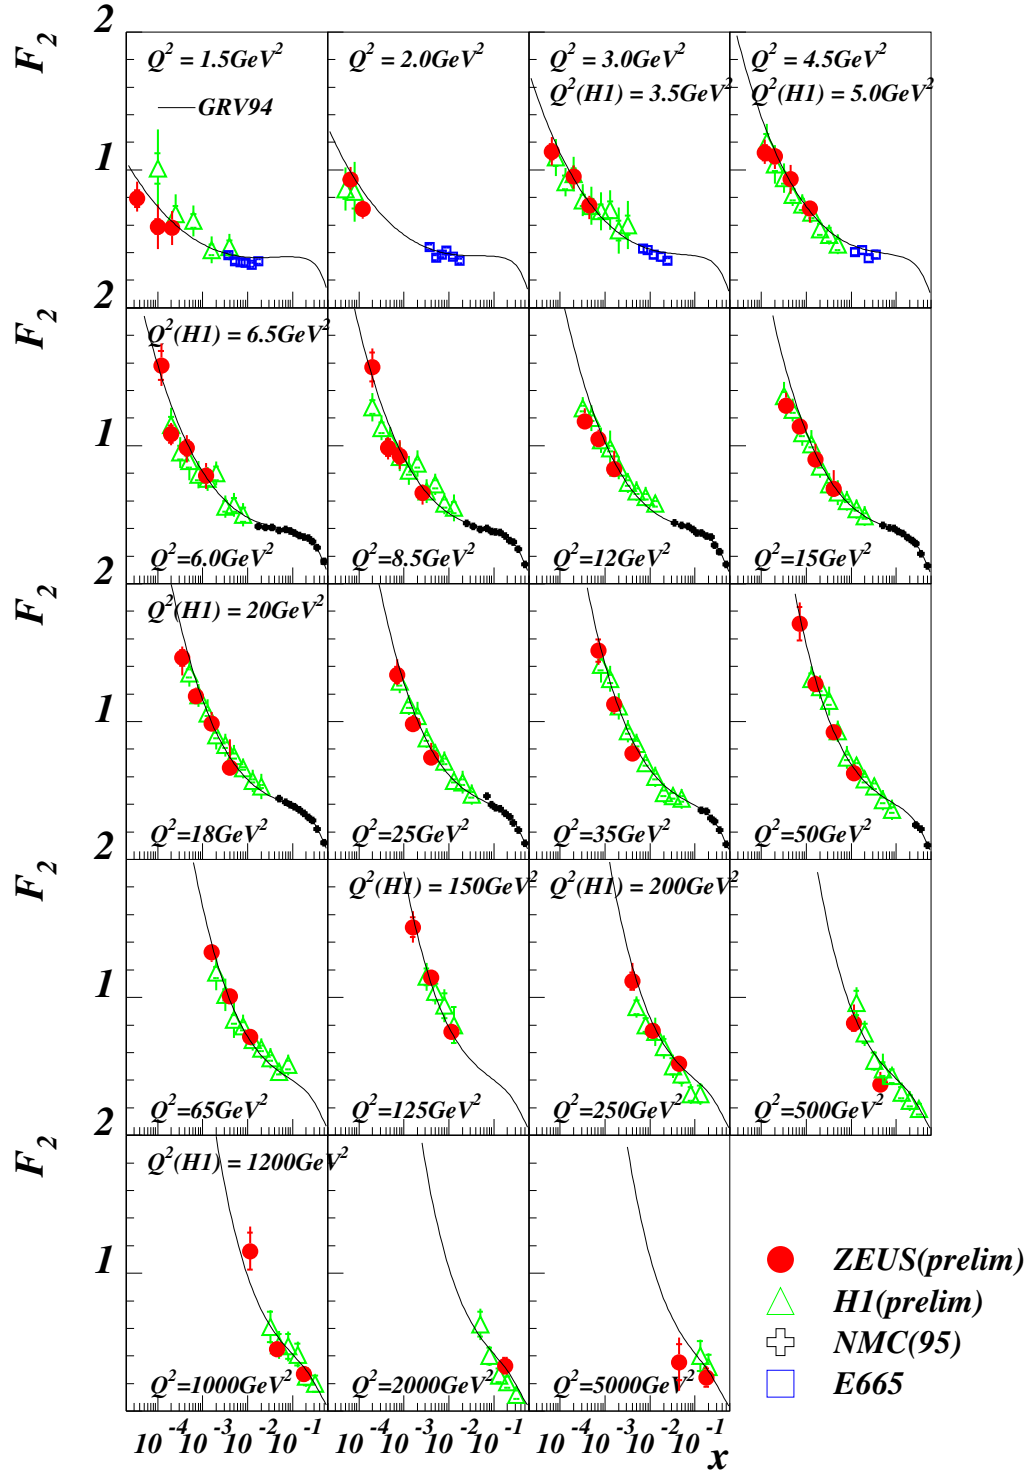 2
F2
Q2 = 1.5GeV2
Q2 = 2.0GeV2
Q2 = 3.0GeV2
Q2 = 4.5GeV2
Q2(H1) = 3.5GeV2
Q2(H1) = 5.0GeV2
GRV94
1
2
F2
Q2(H1) = 6.5GeV2
1
Q2=6.0GeV2
Q2=8.5GeV2
Q2=12GeV2
Q2=15GeV2
2
F2
Q2(H1) = 20GeV2
1
Q2=18GeV2
Q2=25GeV2
Q2=35GeV2
Q2=50GeV2
2
F2
Q2(H1) = 150GeV2
Q2(H1) = 200GeV2
1
Q2=65GeV2
Q2=125GeV2
Q2=250GeV2
Q2=500GeV2
2
F2
Q2(H1) = 1200GeV2
1
Q2=1000GeV2
Q2=2000GeV2
Q2=5000GeV2
10-4 10-3 10-2 10-1
10-4 10-3 10-2 10-1
10-4 10-3 10-2 10-1
x
ZEUS(prelim)
H1(prelim)
NMC(95)
E665